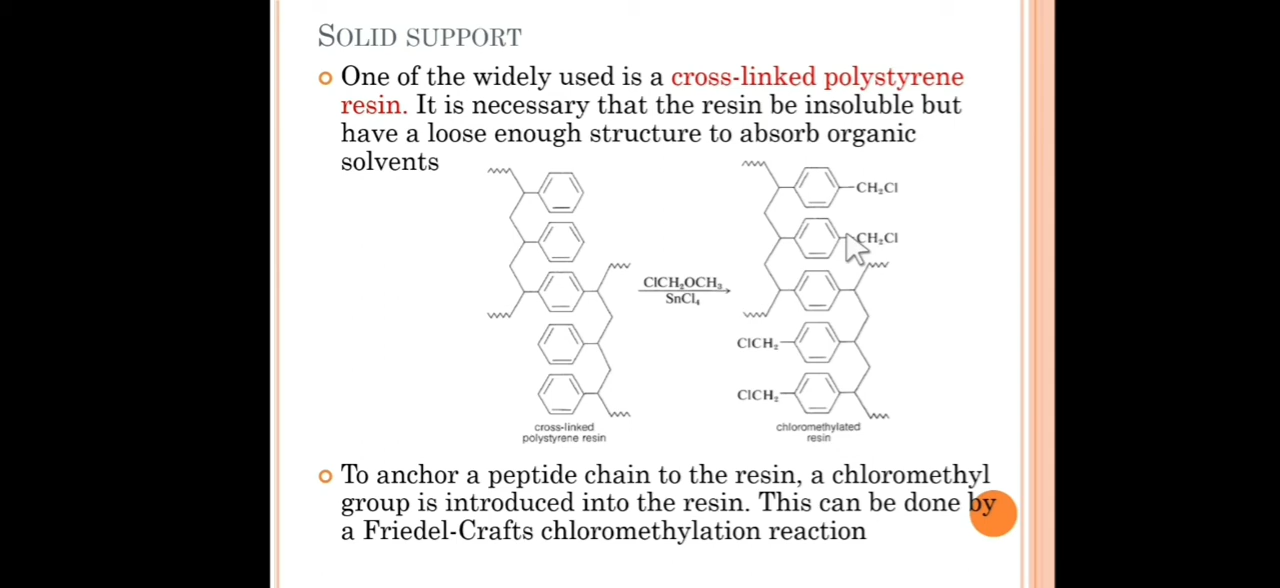 SOLID SUPPORT
One of the widely used is a cross-linked polystyrene
resin. It is necessary that the resin be insoluble but
have a loose enough structure to absorb organic
solvents
CH₂Cl
CH₂Cl
ClCH₂OCH₃
SnCl₄
ClCH₂
ClCH₂
cross-linked
polystyrene resin
chloromethylated
resin
To anchor a peptide chain to the resin, a chloromethyl
group is introduced into the resin. This can be done by
a Friedel-Crafts chloromethylation reaction